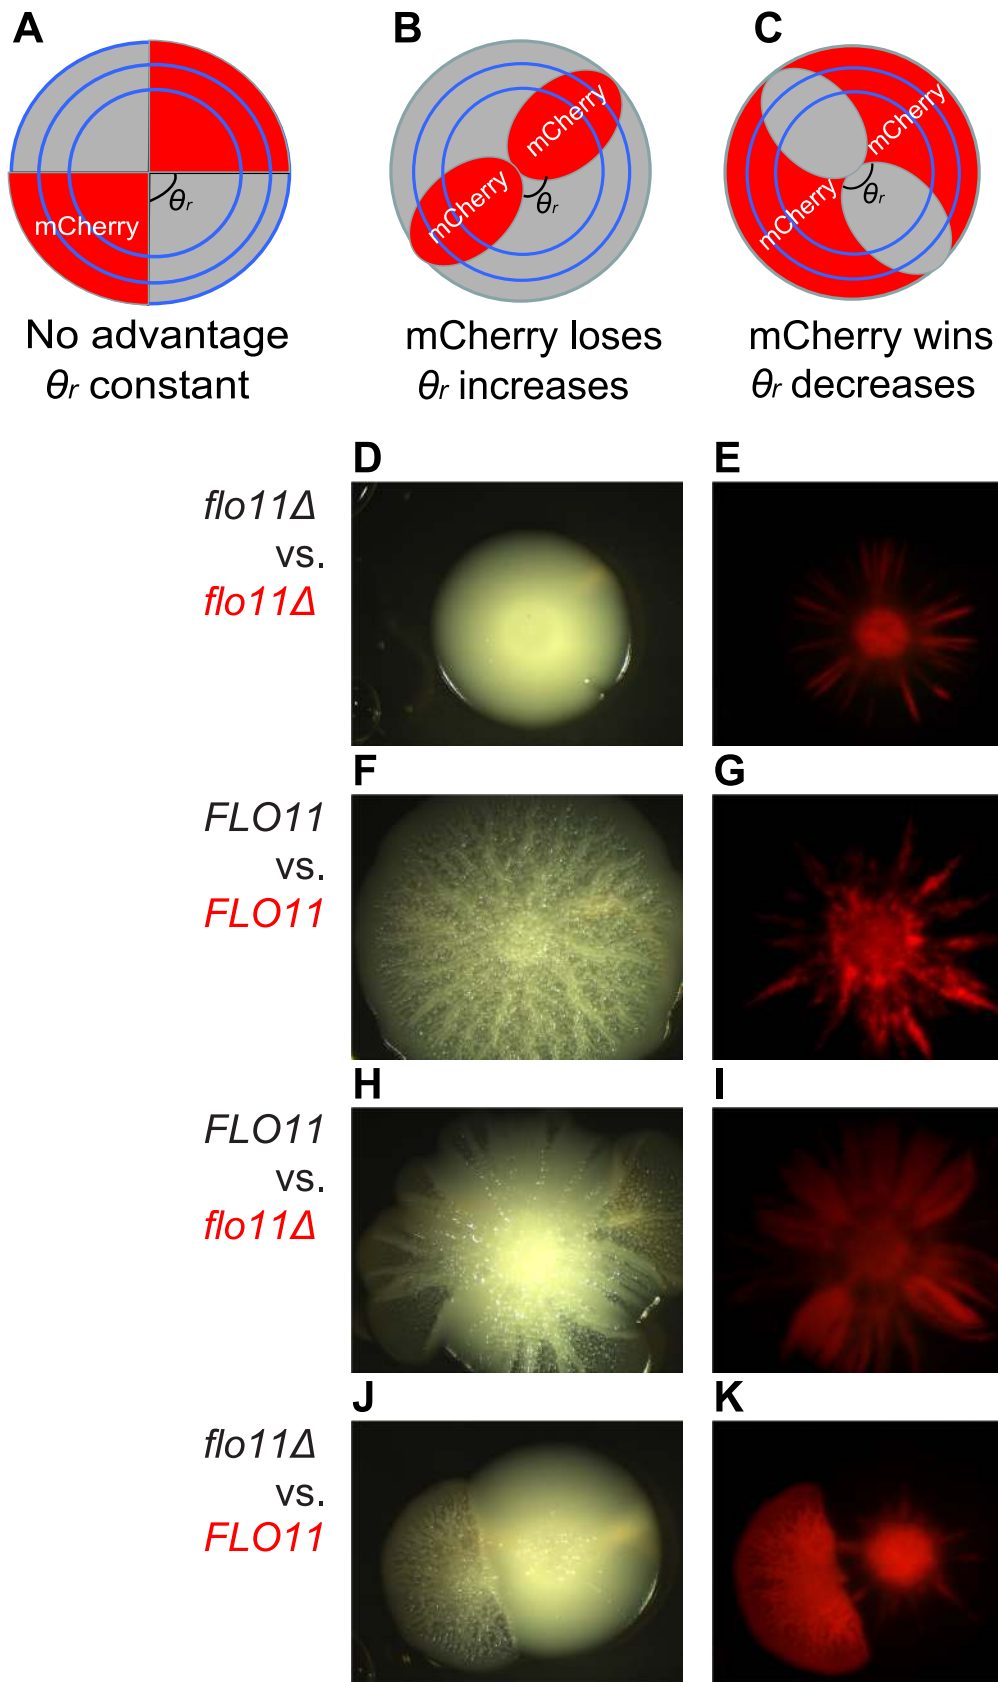 A
B
C
mCherry
θr
mCherry
mCherry
θr
mCherry
mCherry
θr
No advantage
θr constant
mCherry loses
θr increases
mCherry wins
θr decreases
D
E
flo11Δ
vs.
flo11Δ
F
G
FLO11
vs.
FLO11
H
I
FLO11
vs.
flo11Δ
J
K
flo11Δ
vs.
FLO11